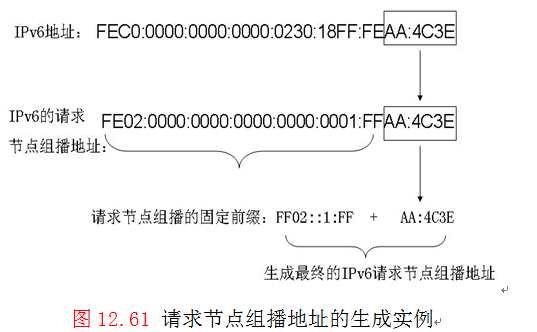 IPv6地址： FEC0:0000:0000:0000:0230:18FF:FEAA:4C3E
IPv6的请求
节点组播地址： FE02:0000:0000:0000:0000:0001:FFAA:4C3E
请求节点组播的固定前缀：FF02::1:FF + AA:4C3E
生成最终的IPv6请求节点组播地址
图 12.61 请求节点组播地址的生成实例